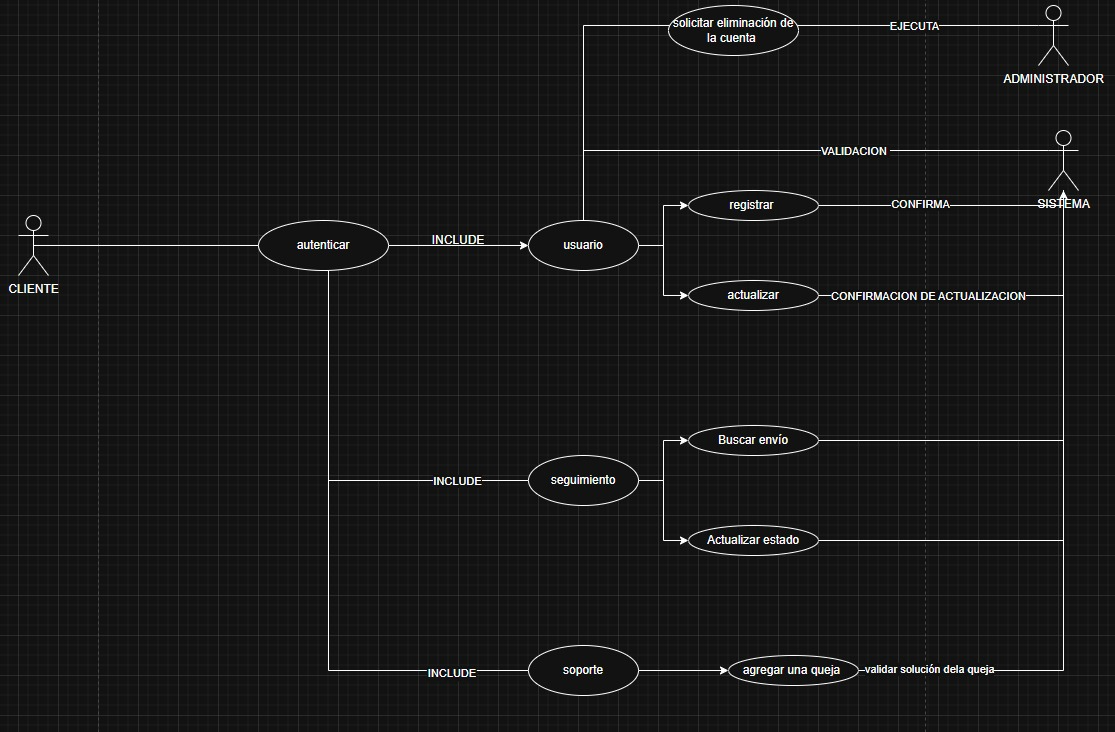 solicitar eliminación de
la cuenta
EJECUTA
ADMINISTRADOR
VALIDACION
registrar
CONFIRMA
SISTEMA
autenticar
INCLUDE
usuario
CLIENTE
actualizar
CONFIRMACION DE ACTUALIZACION
Buscar envío
INCLUDE
seguimiento
Actualizar estado
INCLUDE
soporte
agregar una queja
validar solución dela queja